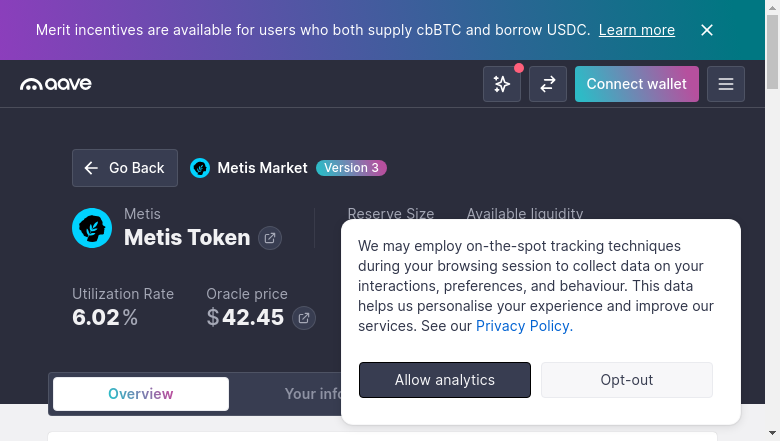 Merit incentives are available for users who both supply cbBTC and borrow USDC. Learn more
aave
Connect wallet
Go Back
Metis Market
Version 3
Metis
Metis Token
Reserve Size
Available liquidity
Utilization Rate
6.02%
Oracle price
$42.45
We may employ on-the-spot tracking techniques
during your browsing session to collect data on your
interactions, preferences, and behaviour. This data
helps us personalise your experience and improve our
services. See our Privacy Policy.
Allow analytics
Opt-out
Overview
Your info